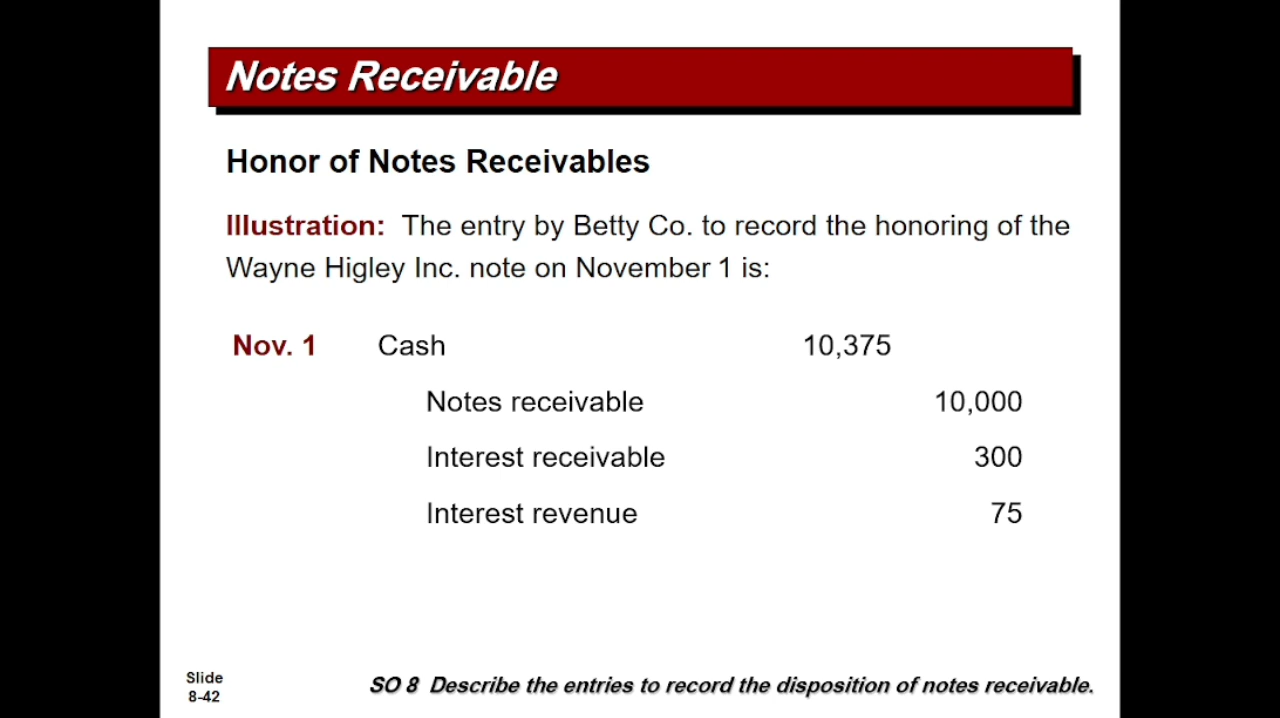 Notes Receivable
Honor of Notes Receivables
Illustration: The entry by Betty Co. to record the honoring of the
Wayne Higley Inc. note on November 1 is:
Nov. 1 Cash 10,375
Notes receivable 10,000
Interest receivable 300
Interest revenue 75
Slide
8-42
SO 8 Describe the entries to record the disposition of notes receivable.